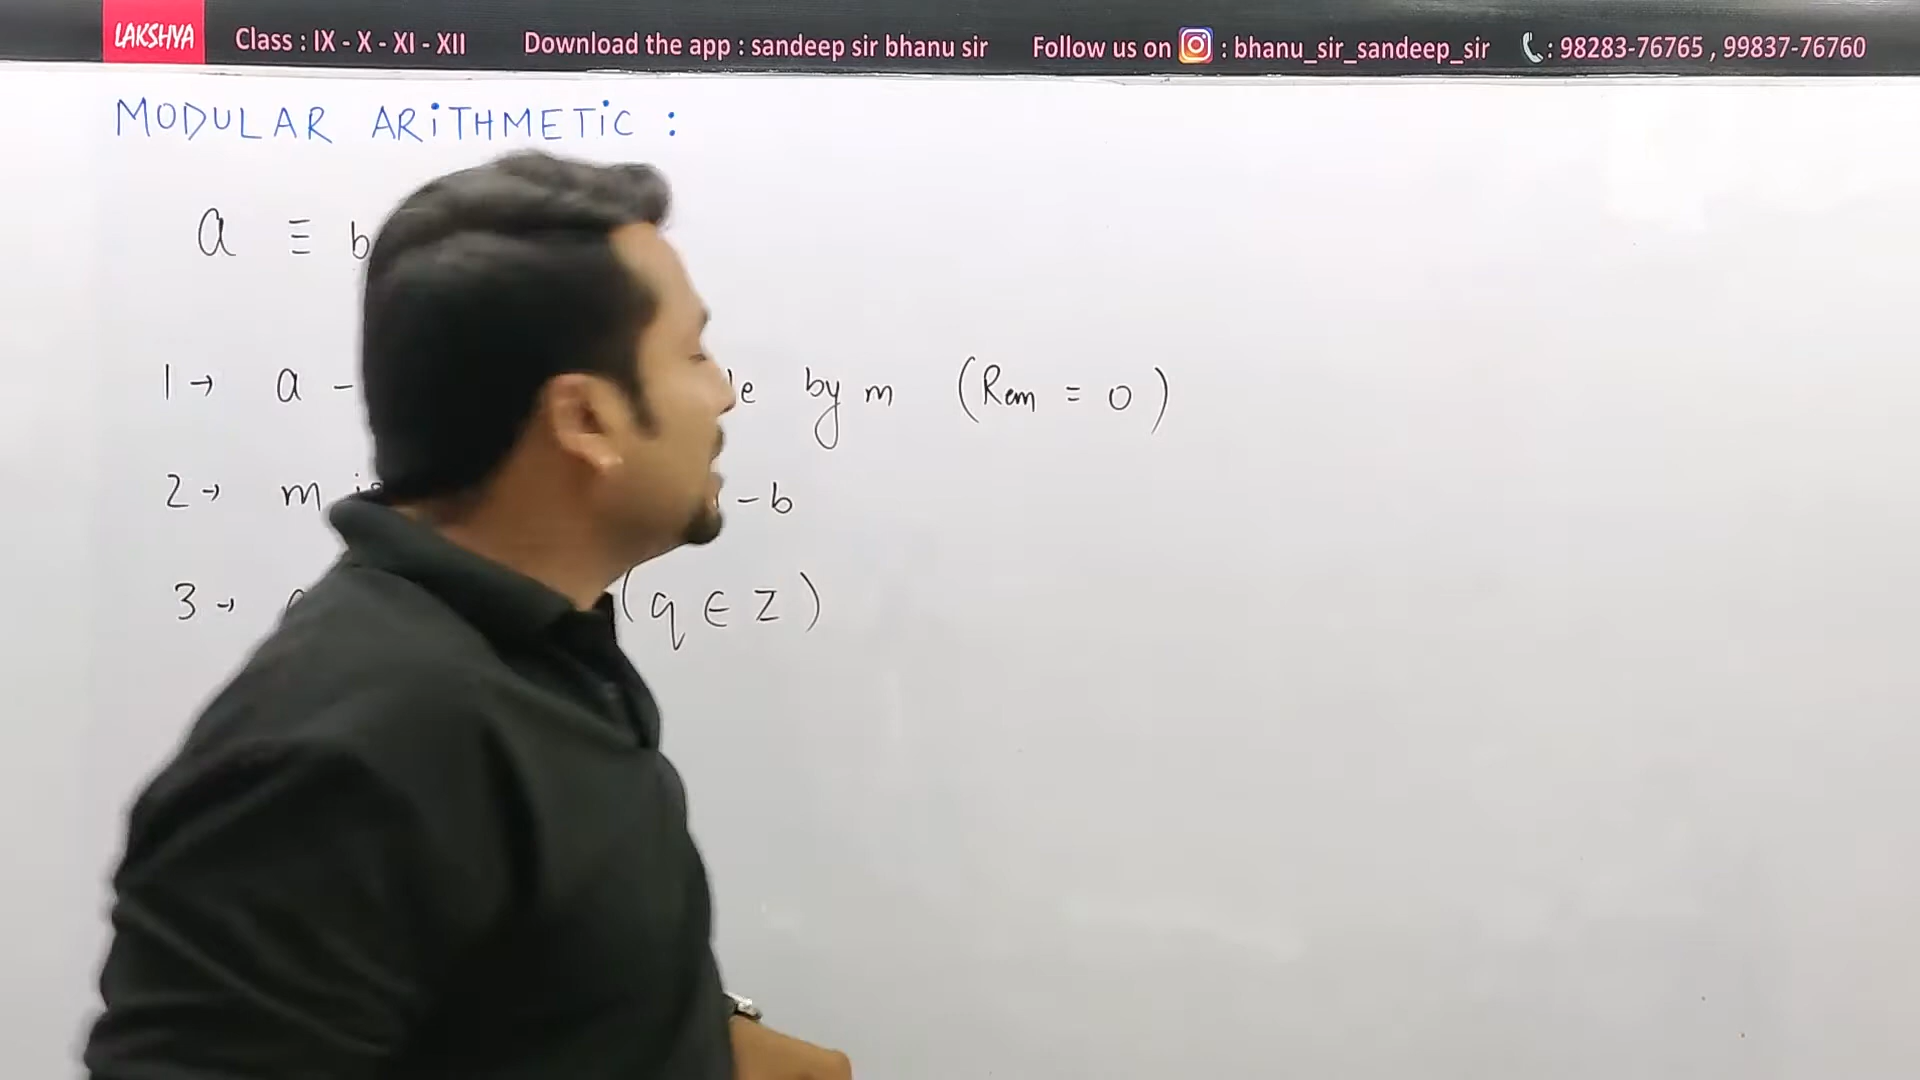 LAKSHYA Class : IX - X - XI - XII Download the app : sandeep sir bhanu sir Follow us on : bhanu_sir_sandeep_sir : 98283-76765 , 99837-76760
MODULAR ARiTHMETiC :
a ≡ b
1→ a - by m (Rem = 0)
2→ m is - b
3→ (q ∈ Z)